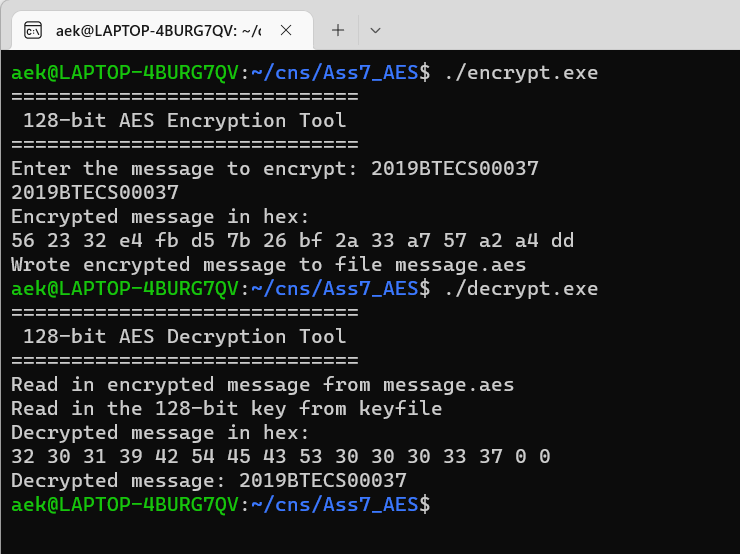 aek@LAPTOP-4BURG7QV: ~/c
aek@LAPTOP-4BURG7QV:~/cns/Ass7_AES$ ./encrypt.exe
=============================
128-bit AES Encryption Tool
=============================
Enter the message to encrypt: 2019BTECS00037
2019BTECS00037
Encrypted message in hex:
56 23 32 e4 fb d5 7b 26 bf 2a 33 a7 57 a2 a4 dd
Wrote encrypted message to file message.aes
aek@LAPTOP-4BURG7QV:~/cns/Ass7_AES$ ./decrypt.exe
=============================
128-bit AES Decryption Tool
=============================
Read in encrypted message from message.aes
Read in the 128-bit key from keyfile
Decrypted message in hex:
32 30 31 39 42 54 45 43 53 30 30 30 33 37 0 0
Decrypted message: 2019BTECS00037
aek@LAPTOP-4BURG7QV:~/cns/Ass7_AES$